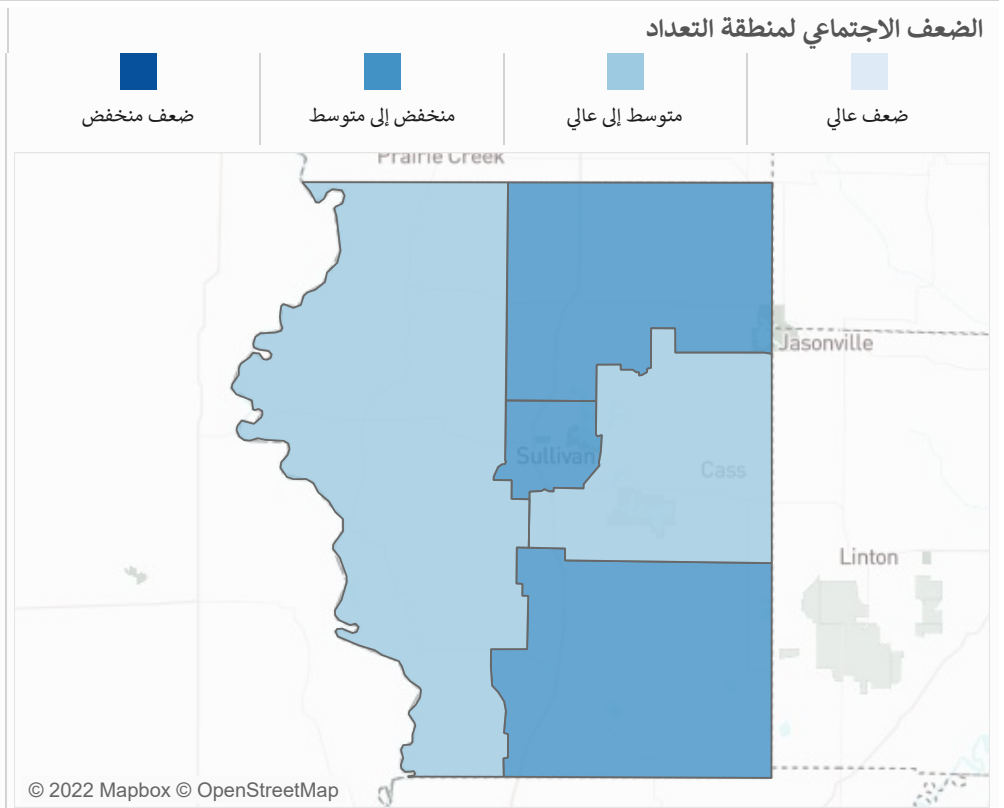 الضعف الاجتماعي لمنطقة التعداد
ضعف عالي
متوسط إلى عالي
منخفض إلى متوسط
ضعف منخفض
Prairie Creek
Jasonville
Sullivan
Cass
Linton
© 2022 Mapbox © OpenStreetMap